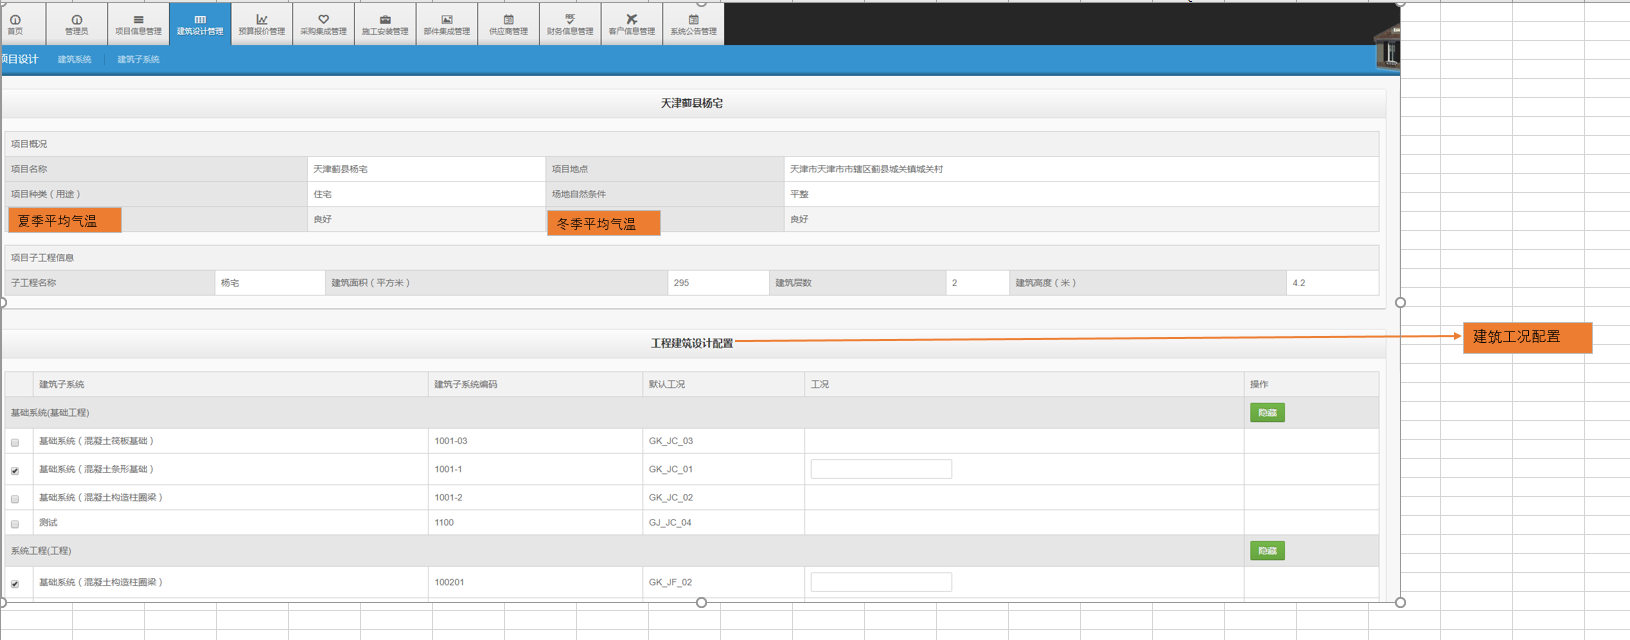 首页 管理员 项目信息管理 建筑设计管理 预算报价管理 采购集成管理 施工安装管理 部件集成管理 供应商管理 财务信息管理 客户信息管理 系统公告管理
项目设计 建筑系统 建筑子系统
天津蓟县杨宅
项目概况
项目名称 天津蓟县杨宅 项目地点 天津市天津市市辖区蓟县城关镇城关村
项目种类（用途） 住宅 场地自然条件 平整
夏季平均气温 良好 冬季平均气温 良好
项目子工程信息
子工程名称 杨宅 建筑面积（平方米） 295 建筑层数 2 建筑高度（米） 4.2
工程建筑设计配置 建筑工况配置
建筑子系统 建筑子系统编码 默认工况 工况 操作
基础系统(基础工程) 隐藏
基础系统（混凝土筏板基础） 1001-03 GK_JC_03
基础系统（混凝土条形基础） 1001-1 GK_JC_01
基础系统（混凝土构造柱圈梁） 1001-2 GK_JC_02
测试 1100 GJ_JC_04
系统工程(工程) 隐藏
基础系统（混凝土构造柱圈梁） 100201 GK_JF_02